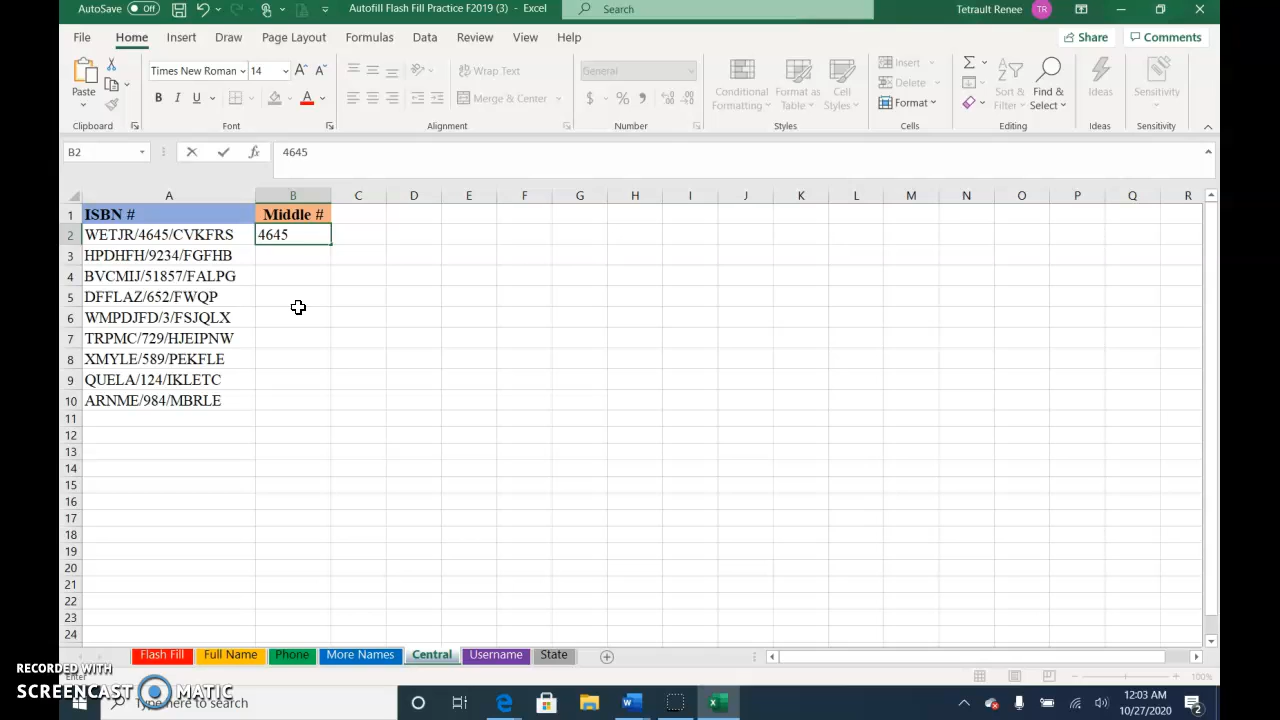 AutoSave Off Autofill Flash Fill Practice F2019 (3) - Excel Search Tetrault Renee TR
File Home Insert Draw Page Layout Formulas Data Review View Help Share Comments
Paste Times New Roman 14 Wrap Text General Conditional Formatting Format as Table Cell Styles Insert Delete Format Sort & Filter Find & Select Ideas Sensitivity
B I U Merge & Center $ %
Clipboard Font Alignment Number Styles Cells Editing Ideas Sensitivity
B2 fx 4645
A B C D E F G H I J K L M N O P Q R
1 ISBN # Middle #
2 WETJR/4645/CVKFRS 4645
3 HPDHFH/9234/FGFHB
4 BVCMIJ/51857/FALPG
5 DFFLAZ/652/FWQP
6 WMPDJFD/3/FSJQLX
7 TRPMC/729/HJEIPNW
8 XMYLE/589/PEKFLE
9 QUELA/124/IKLETC
10 ARNME/984/MBRLE
11
12
13
14
15
16
17
18
19
20
21
22
23
24
Flash Fill Full Name Phone More Names Central Username State
RECORDED WITH
Enter 100%
SCREENCAST MATIC
Type here to search
12:03 AM
10/27/2020 2